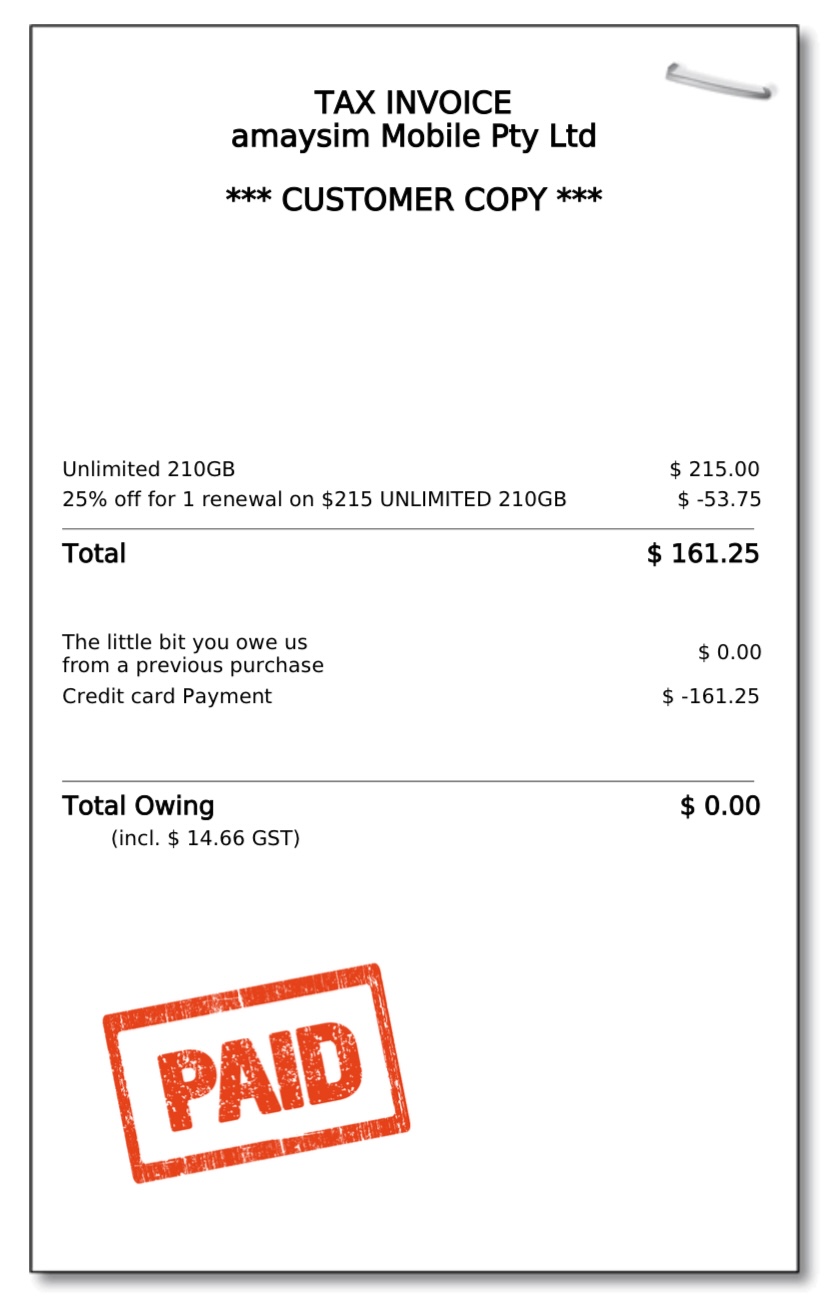 TAX INVOICE
amaysim Mobile Pty Ltd
*** CUSTOMER COPY ***
Unlimited 210GB $ 215.00
25% off for 1 renewal on $215 UNLIMITED 210GB $ -53.75
Total $ 161.25
The little bit you owe us
from a previous purchase $ 0.00
Credit card Payment $ -161.25
Total Owing $ 0.00
(incl. $ 14.66 GST)
PAID